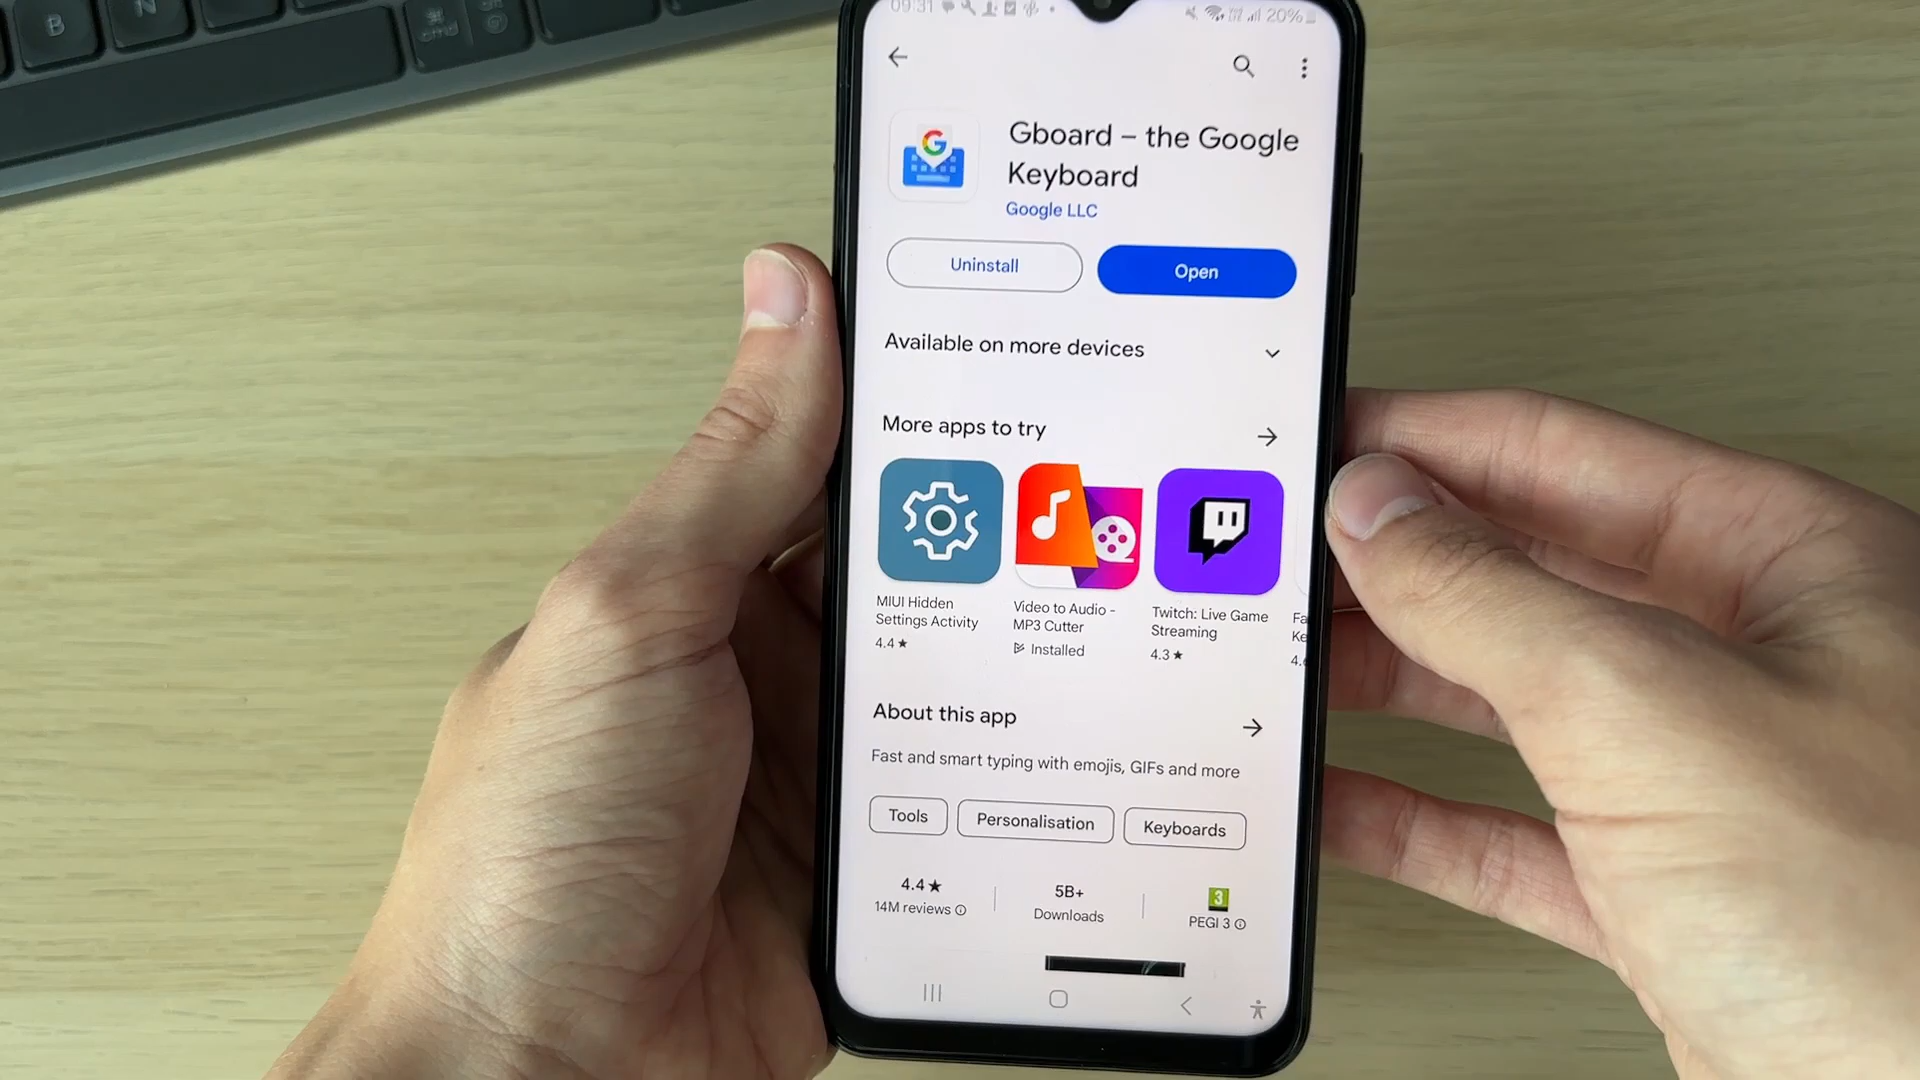 B
N
⌘
cmd
09:31
20%
Gboard – the Google
Keyboard
Google LLC
Uninstall
Open
Available on more devices
More apps to try
MIUI Hidden
Settings Activity
4.4★
Video to Audio -
MP3 Cutter
Installed
Twitch: Live Game
Streaming
4.3★
Fa
Ke
About this app
Fast and smart typing with emojis, GIFs and more
Tools
Personalisation
Keyboards
4.4★
14M reviews
5B+
Downloads
3
PEGI 3